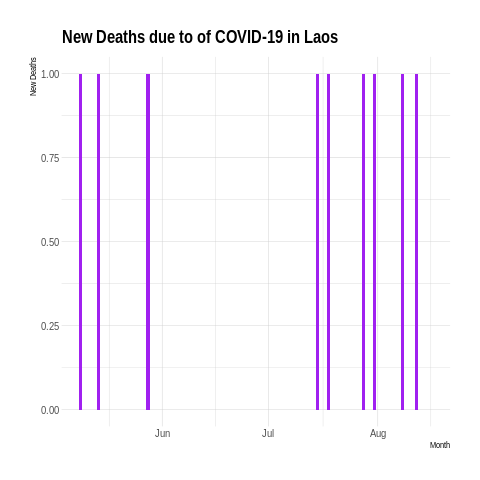 New Deaths due to of COVID-19 in Laos
New Deaths
1.00
0.75
0.50
0.25
0.00
Jun Jul Aug
Month